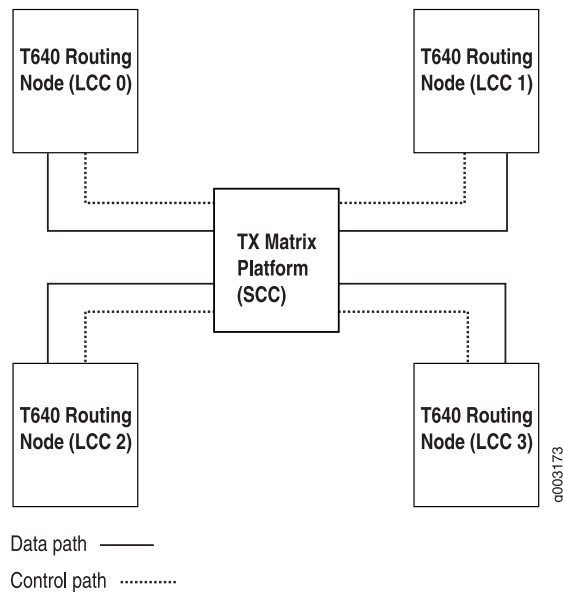 T640 Routing
Node (LCC 0)
T640 Routing
Node (LCC 1)
TX Matrix
Platform
(SCC)
T640 Routing
Node (LCC 2)
T640 Routing
Node (LCC 3)
g003173
Data path
Control path